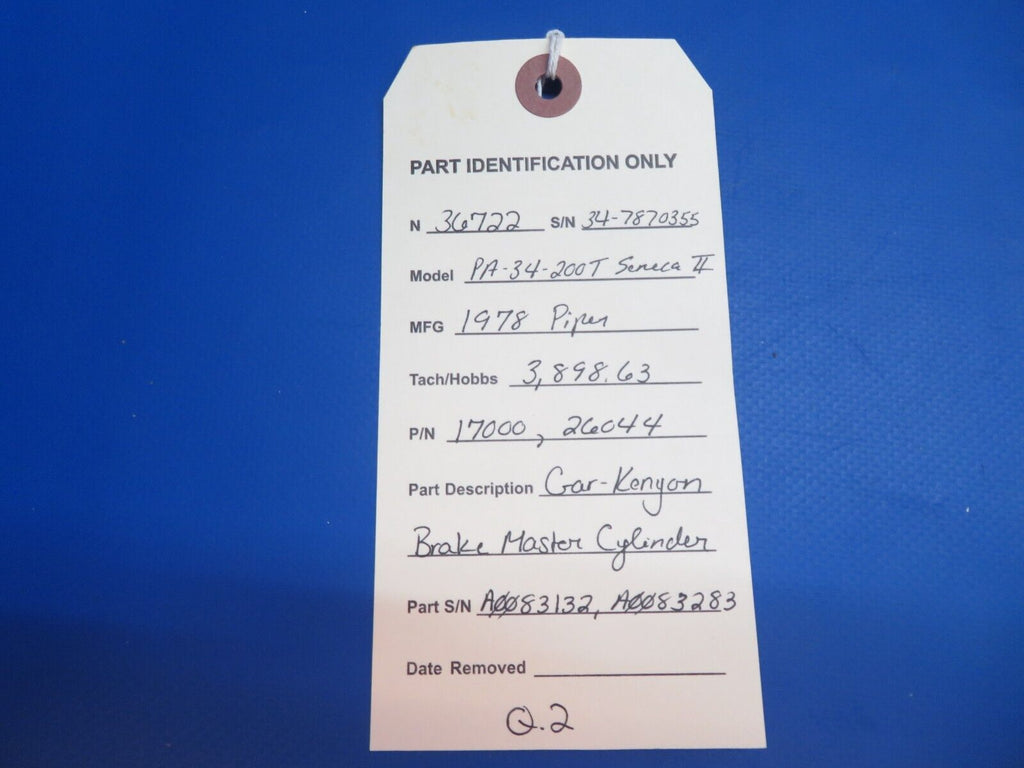 PART IDENTIFICATION ONLY
N 36722 S/N 34-7870355
Model PA-34-200T Seneca II
MFG 1978 Piper
Tach/Hobbs 3,898.63
P/N 17000, 26044
Part Description Gar-Kenyon
Brake Master Cylinder
Part S/N A0083132, A0083283
Date Removed
Q.2